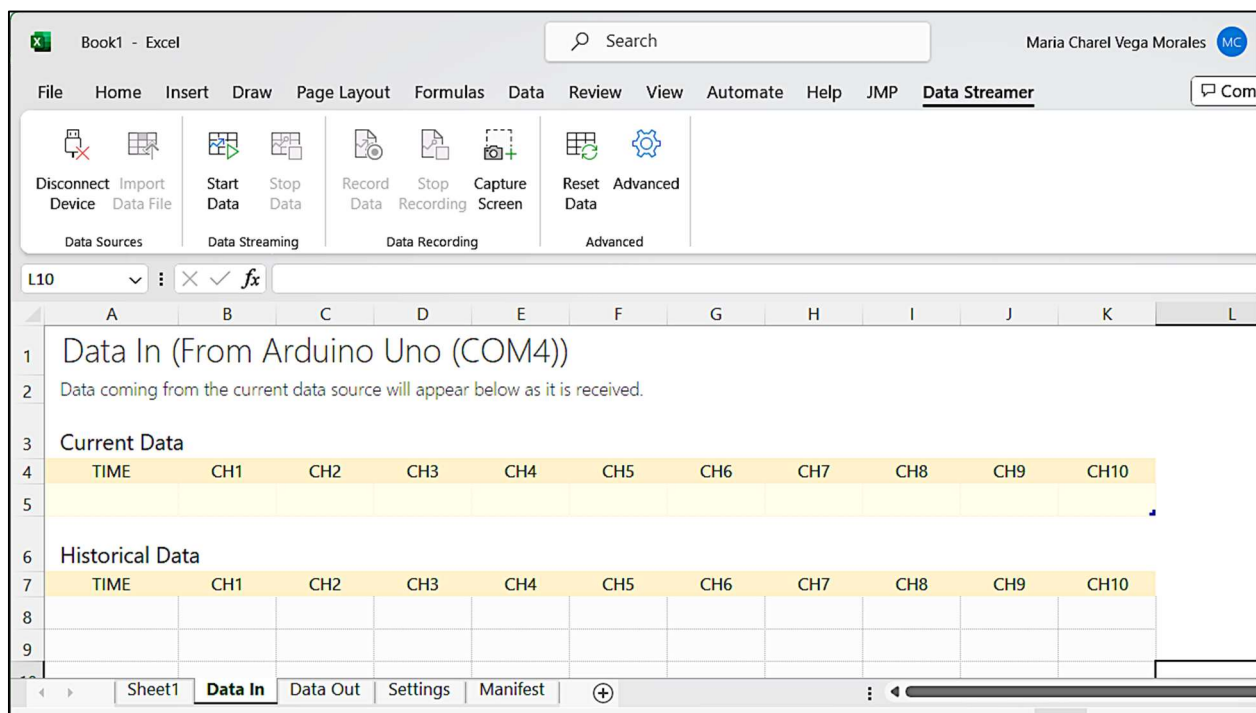 Book1 - Excel
Search
Maria Charel Vega Morales MC
File Home Insert Draw Page Layout Formulas Data Review View Automate Help JMP Data Streamer Com
Disconnect Import Start Stop Record Stop Capture Reset Advanced
Device Data File Data Data Data Recording Screen Data
Data Sources Data Streaming Data Recording Advanced
L10 fx
A B C D E F G H I J K L
1 Data In (From Arduino Uno (COM4))
2 Data coming from the current data source will appear below as it is received.
3 Current Data
4 TIME CH1 CH2 CH3 CH4 CH5 CH6 CH7 CH8 CH9 CH10
5
6 Historical Data
7 TIME CH1 CH2 CH3 CH4 CH5 CH6 CH7 CH8 CH9 CH10
8
9
Sheet1 Data In Data Out Settings Manifest